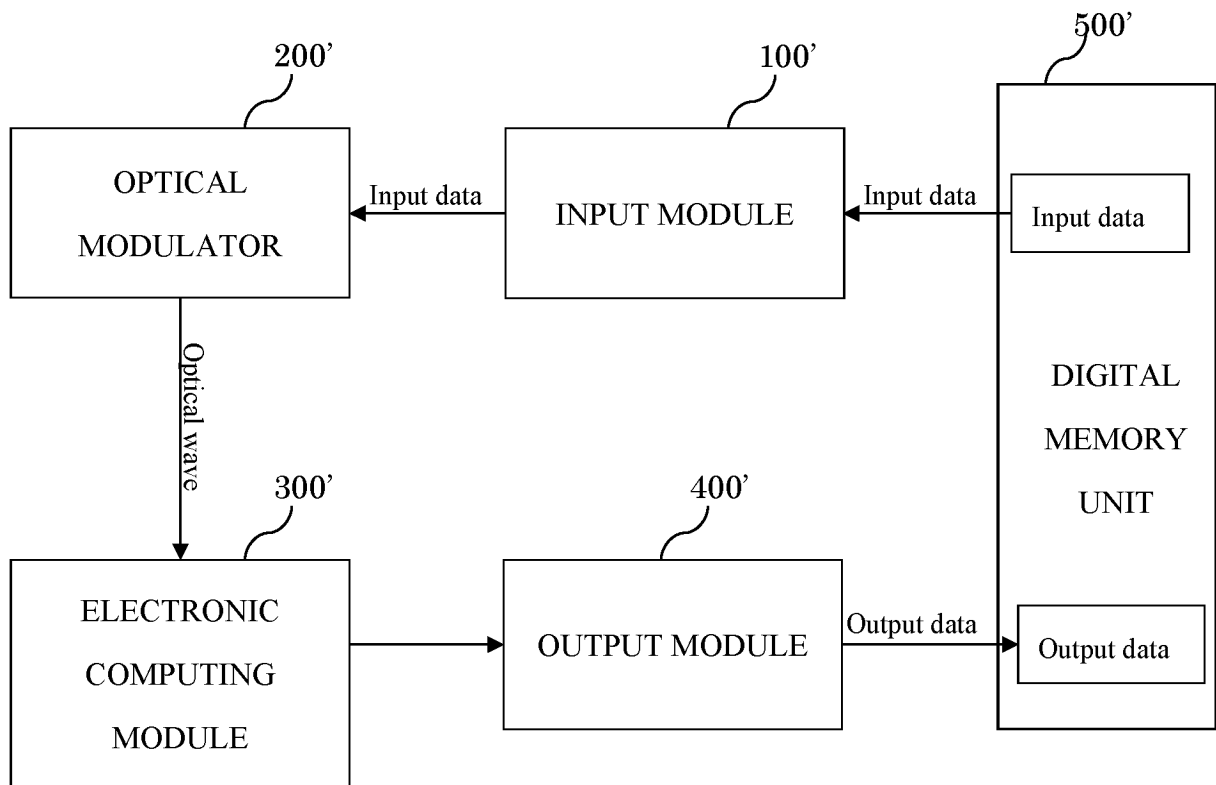 200’
100’
500’
OPTICAL
MODULATOR
Input data
INPUT MODULE
Input data
Input data
Optical wave
DIGITAL
MEMORY
UNIT
300’
400’
ELECTRONIC
COMPUTING
MODULE
OUTPUT MODULE
Output data
Output data